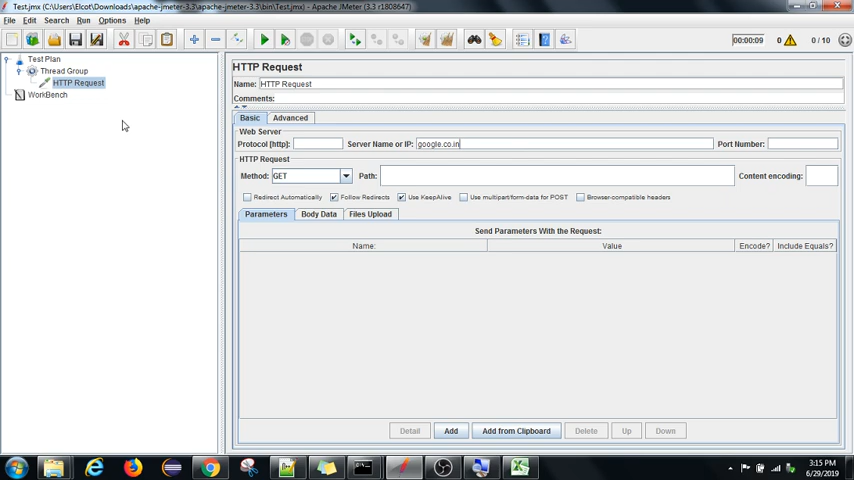 Test.jmx (C:\Users\Elcot\Downloads\apache-jmeter-3.3\apache-jmeter-3.3\bin\Test.jmx) - Apache JMeter (3.3 r1808647)
File Edit Search Run Options Help
00:00:09 0 0 / 10
Test Plan
Thread Group
HTTP Request
WorkBench
HTTP Request
Name: HTTP Request
Comments:
Basic Advanced
Web Server
Protocol [http]: Server Name or IP: google.co.in Port Number:
HTTP Request
Method: GET Path: Content encoding:
Redirect Automatically Follow Redirects Use KeepAlive Use multipart/form-data for POST Browser-compatible headers
Parameters Body Data Files Upload
Send Parameters With the Request:
Name: Value Encode? Include Equals?
Detail Add Add from Clipboard Delete Up Down
3:15 PM
6/29/2019